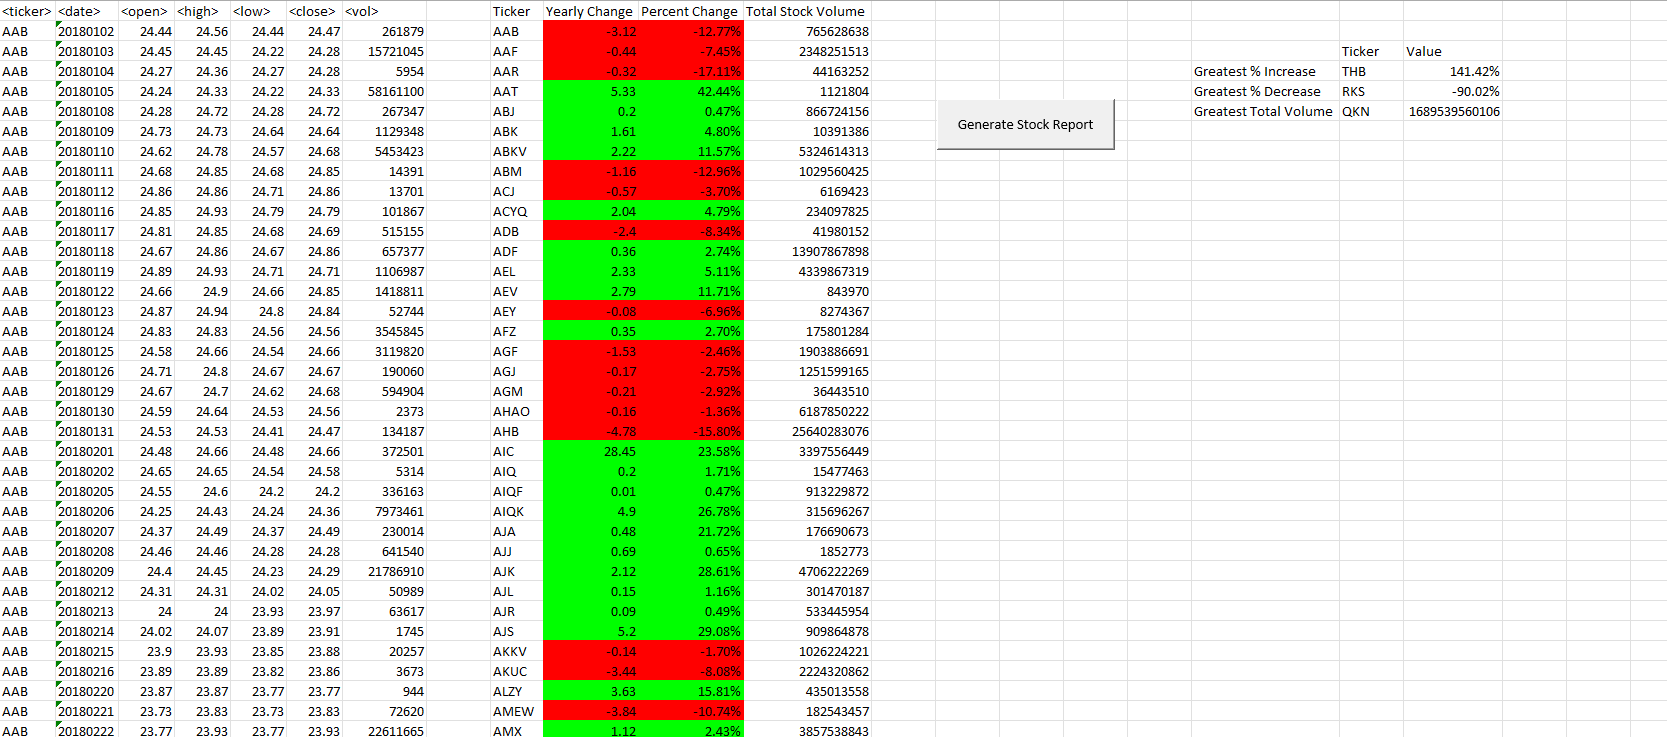 <ticker> <date> <open> <high> <low> <close> <vol> Ticker Yearly Change Percent Change Total Stock Volume
AAB 20180102 24.44 24.56 24.44 24.47 261879 AAB -3.12 -12.77% 765628638
AAB 20180103 24.45 24.45 24.22 24.28 15721045 AAF -0.44 -7.45% 2348251513 Ticker Value
AAB 20180104 24.27 24.36 24.27 24.28 5954 AAR -0.32 -17.11% 44163252 Greatest % Increase THB 141.42%
AAB 20180105 24.24 24.33 24.22 24.33 58161100 AAT 5.33 42.44% 1121804 Greatest % Decrease RKS -90.02%
AAB 20180108 24.28 24.72 24.28 24.72 267347 ABJ 0.2 0.47% 866724156 Greatest Total Volume QKN 1689539560106
Generate Stock Report
AAB 20180109 24.73 24.73 24.64 24.64 1129348 ABK 1.61 4.80% 10391386
AAB 20180110 24.62 24.78 24.57 24.68 5453423 ABKV 2.22 11.57% 5324614313
AAB 20180111 24.68 24.85 24.68 24.85 14391 ABM -1.16 -12.96% 1029560425
AAB 20180112 24.86 24.86 24.71 24.86 13701 ACJ -0.57 -3.70% 6169423
AAB 20180116 24.85 24.93 24.79 24.79 101867 ACYQ 2.04 4.79% 234097825
AAB 20180117 24.81 24.85 24.68 24.69 515155 ADB -2.4 -8.34% 41980152
AAB 20180118 24.67 24.86 24.67 24.86 657377 ADF 0.36 2.74% 13907867898
AAB 20180119 24.89 24.93 24.71 24.71 1106987 AEL 2.33 5.11% 4339867319
AAB 20180122 24.66 24.9 24.66 24.85 1418811 AEV 2.79 11.71% 843970
AAB 20180123 24.87 24.94 24.8 24.84 52744 AEY -0.08 -6.96% 8274367
AAB 20180124 24.83 24.83 24.56 24.56 3545845 AFZ 0.35 2.70% 175801284
AAB 20180125 24.58 24.66 24.54 24.66 3119820 AGF -1.53 -2.46% 1903886691
AAB 20180126 24.71 24.8 24.67 24.67 190060 AGJ -0.17 -2.75% 1251599165
AAB 20180129 24.67 24.7 24.62 24.68 594904 AGM -0.21 -2.92% 36443510
AAB 20180130 24.59 24.64 24.53 24.56 2373 AHAO -0.16 -1.36% 6187850222
AAB 20180131 24.53 24.53 24.41 24.47 134187 AHB -4.78 -15.80% 25640283076
AAB 20180201 24.48 24.66 24.48 24.66 372501 AIC 28.45 23.58% 3397556449
AAB 20180202 24.65 24.65 24.54 24.58 5314 AIQ 0.2 1.71% 15477463
AAB 20180205 24.55 24.6 24.2 24.2 336163 AIQF 0.01 0.47% 913229872
AAB 20180206 24.25 24.43 24.24 24.36 7973461 AIQK 4.9 26.78% 315696267
AAB 20180207 24.37 24.49 24.37 24.49 230014 AJA 0.48 21.72% 176690673
AAB 20180208 24.46 24.46 24.28 24.28 641540 AJJ 0.69 0.65% 1852773
AAB 20180209 24.4 24.45 24.23 24.29 21786910 AJK 2.12 28.61% 4706222269
AAB 20180212 24.31 24.31 24.02 24.05 50989 AJL 0.15 1.16% 301470187
AAB 20180213 24 24 23.93 23.97 63617 AJR 0.09 0.49% 533445954
AAB 20180214 24.02 24.07 23.89 23.91 1745 AJS 5.2 29.08% 909864878
AAB 20180215 23.9 23.93 23.85 23.88 20257 AKKV -0.14 -1.70% 1026224221
AAB 20180216 23.89 23.89 23.82 23.86 3673 AKUC -3.44 -8.08% 2224320862
AAB 20180220 23.87 23.87 23.77 23.77 944 ALZY 3.63 15.81% 435013558
AAB 20180221 23.73 23.83 23.73 23.83 72620 AMEW -3.84 -10.74% 182543457
AAB 20180222 23.77 23.93 23.77 23.93 22611665 AMX 1.12 2.43% 3857538843